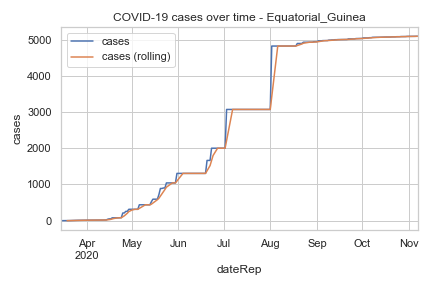 COVID-19 cases over time - Equatorial_Guinea
cases
cases (rolling)
5000
4000
3000
2000
1000
0
cases
Apr
2020
May
Jun
Jul
Aug
Sep
Oct
Nov
dateRep